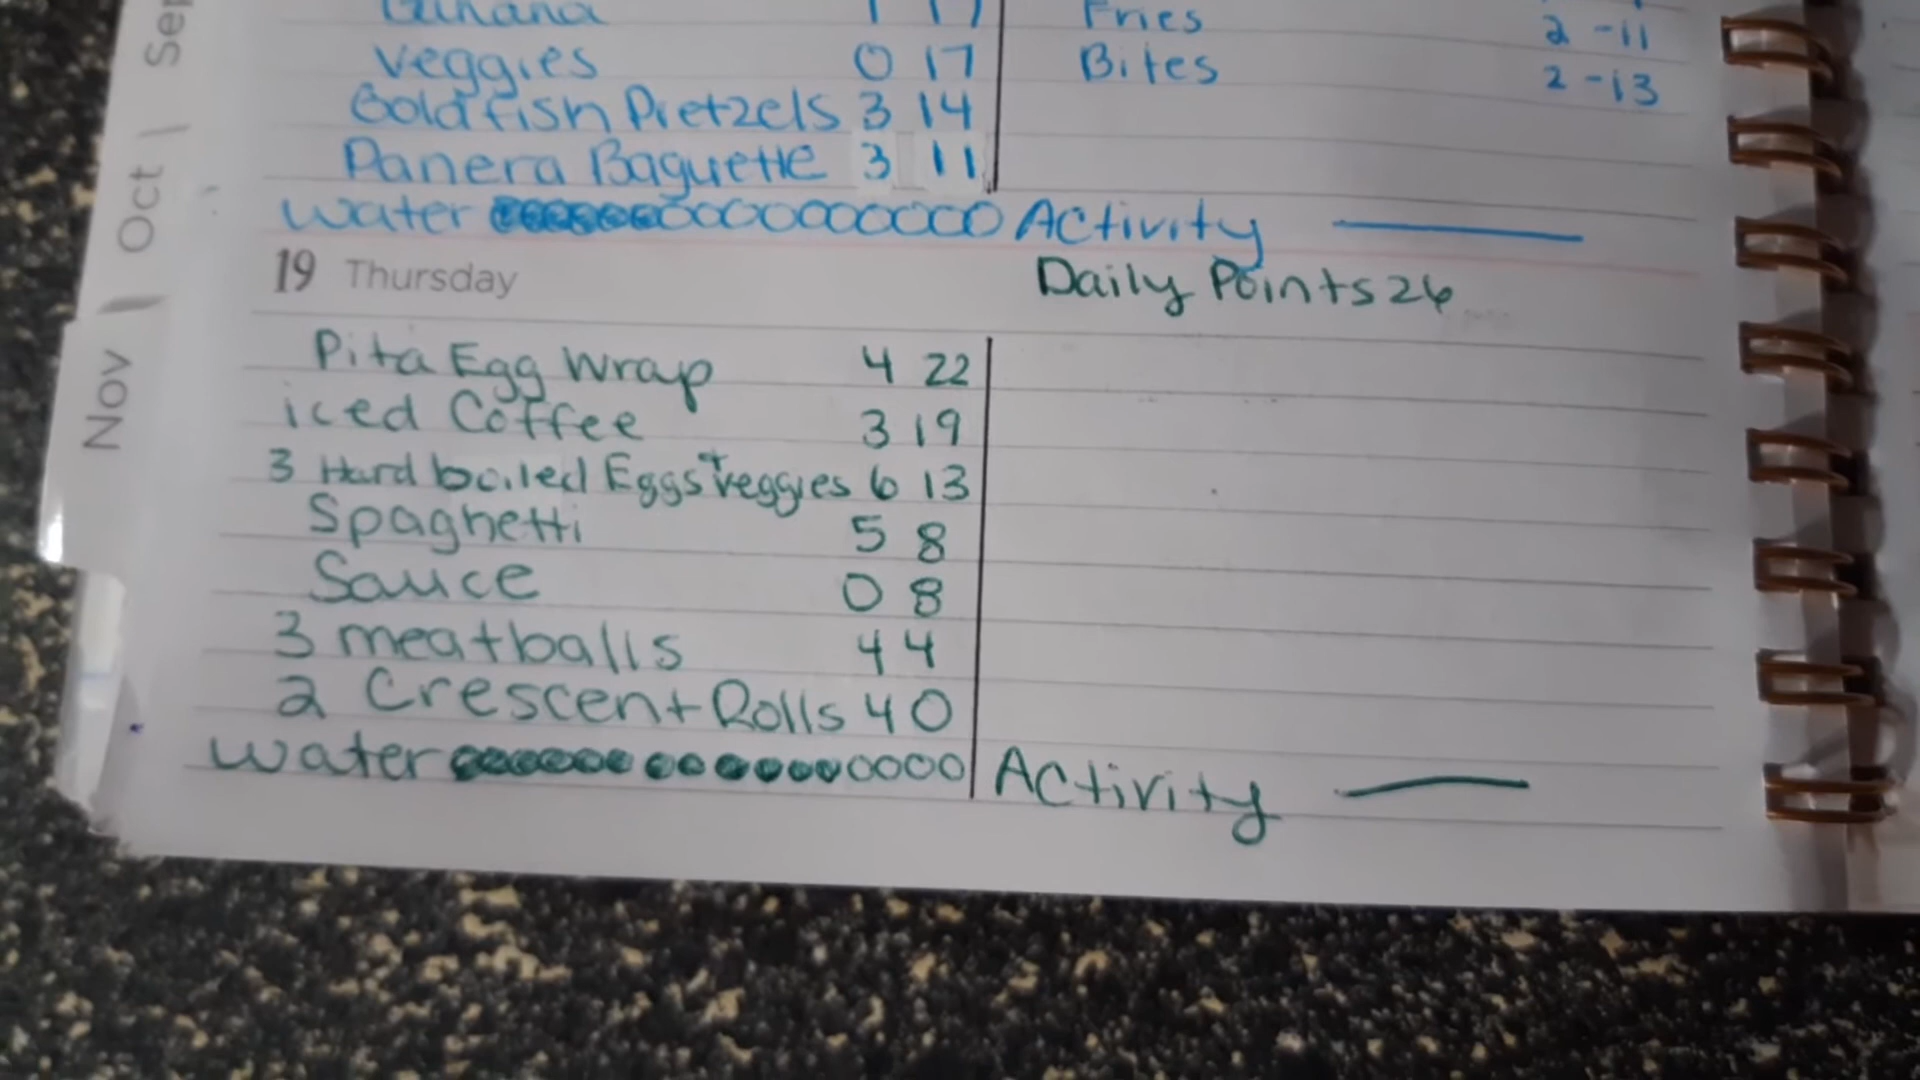 1 17
Veggies 0 17
Goldfish Pretzels 3 14
Panera Baguette 3 11
Fries 2 -11
Bites 2 -13
Water Activity
19 Thursday
Daily Points 26
Pita Egg Wrap 4 22
iced Coffee 3 19
3 Hard boiled Eggs + veggies 6 13
Spaghetti 5 8
Sauce 0 8
3 meatballs 4 4
2 Crescent Rolls 4 0
Water Activity
Sep
Oct
Nov